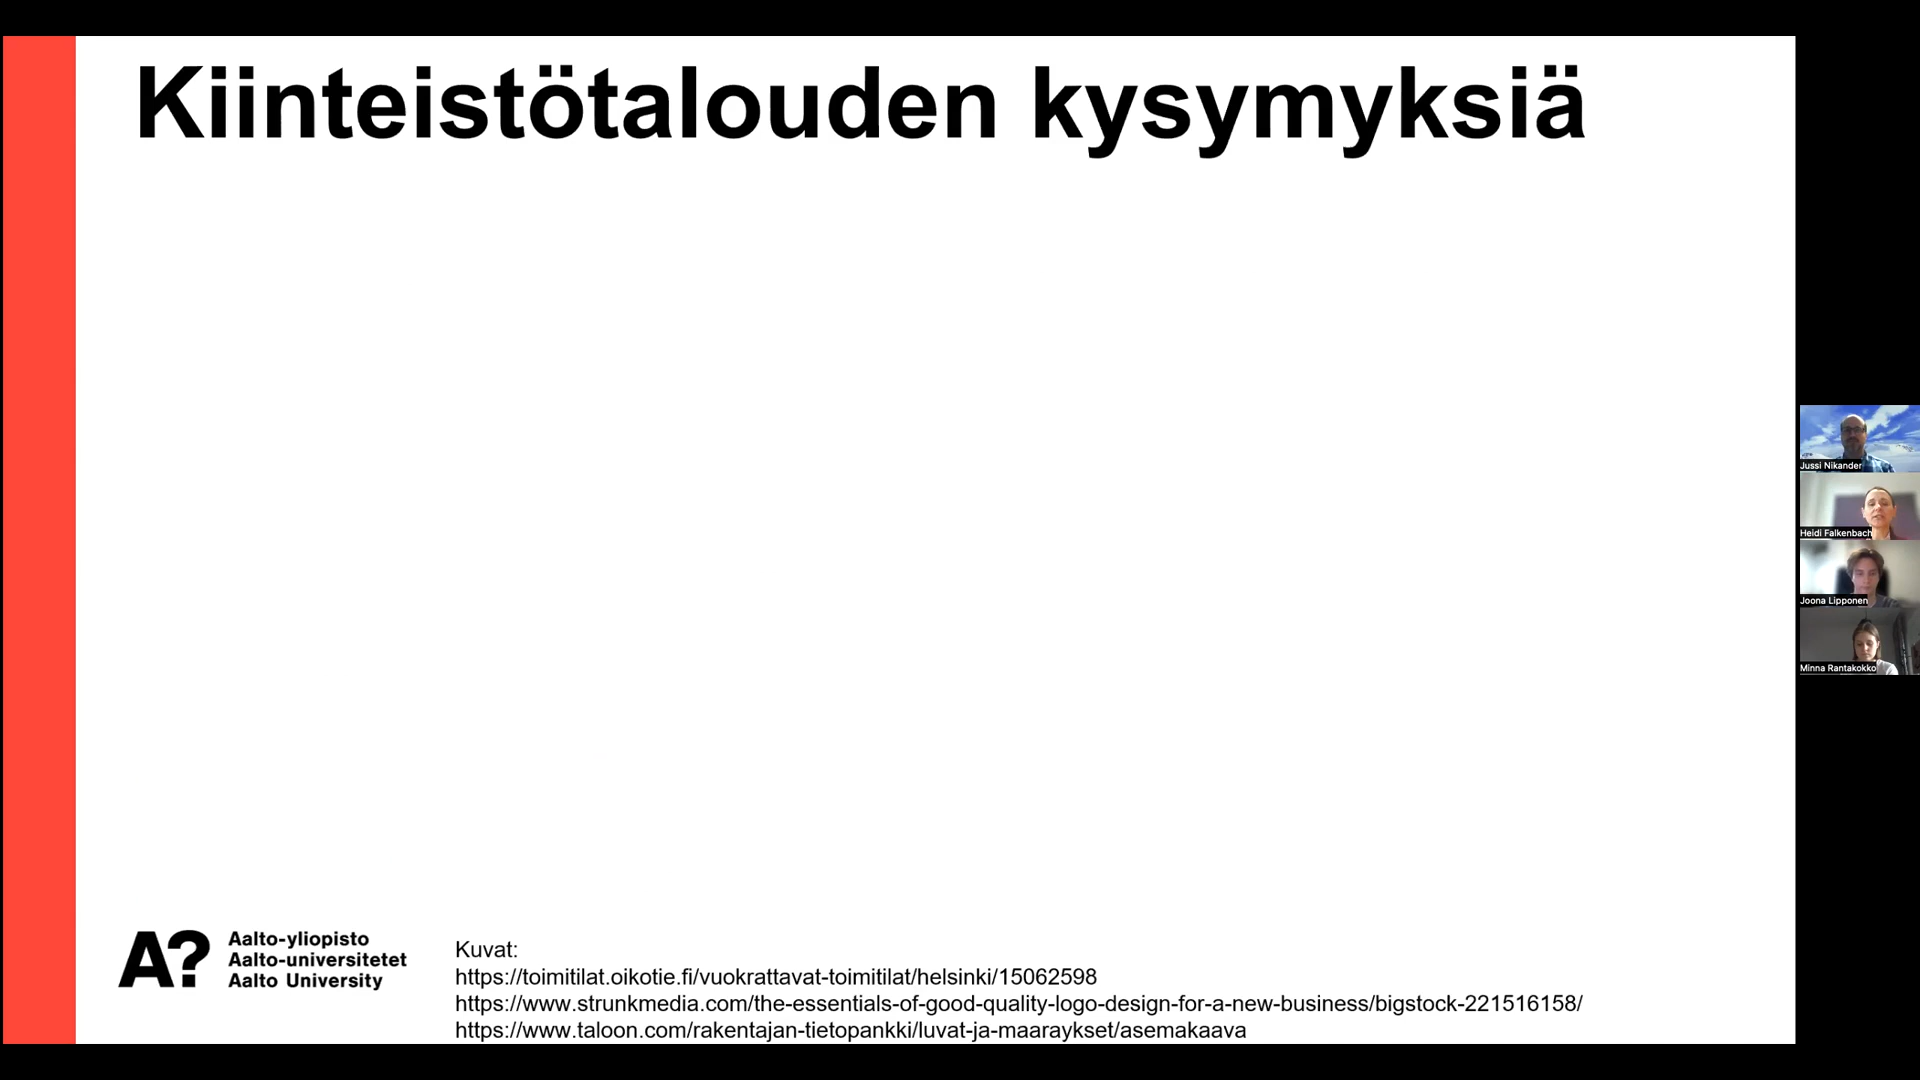 Kiinteistötalouden kysymyksiä
Jussi Nikander
Heidi Falkenbach
Joona Lipponen
Minna Rantakokko
A?
Aalto-yliopisto
Aalto-universitetet
Aalto University
Kuvat:
https://toimitilat.oikotie.fi/vuokrattavat-toimitilat/helsinki/15062598
https://www.strunkmedia.com/the-essentials-of-good-quality-logo-design-for-a-new-business/bigstock-221516158/
https://www.taloon.com/rakentajan-tietopankki/luvat-ja-maaraykset/asemakaava